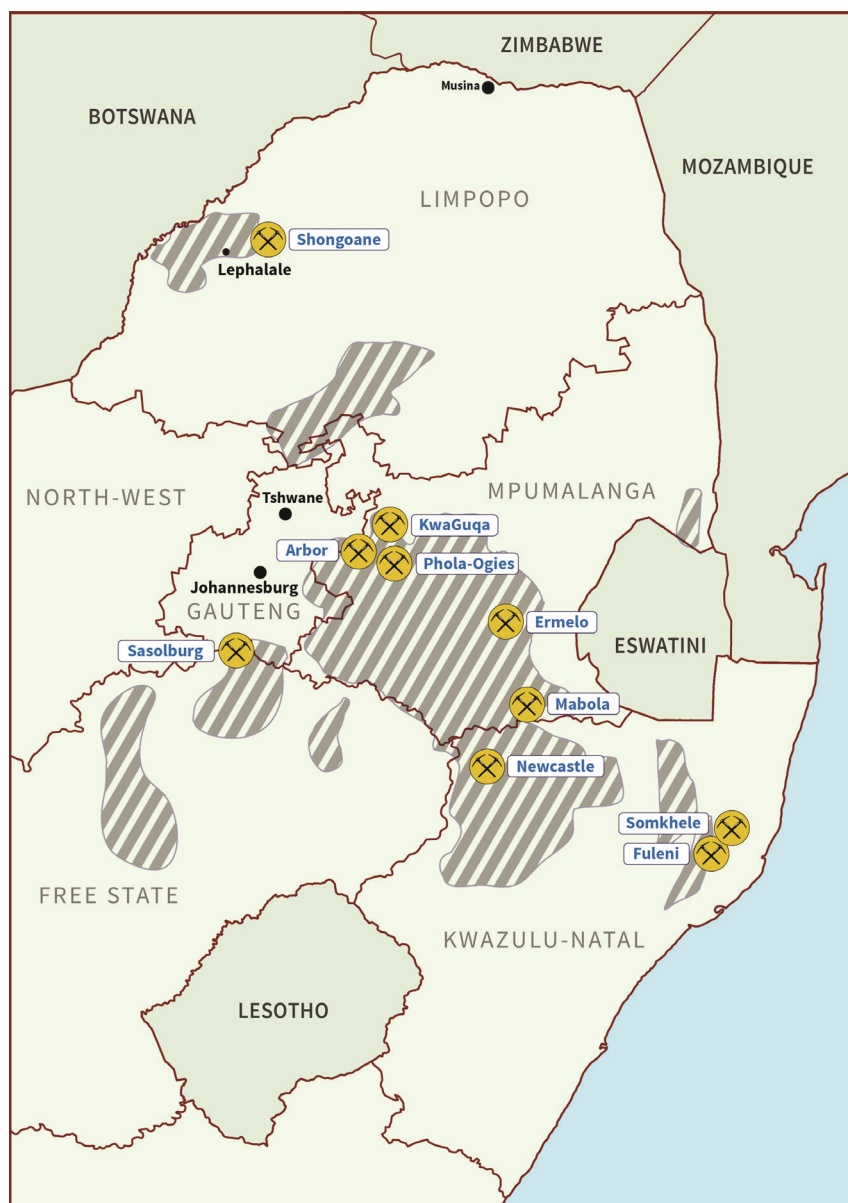 ZIMBABWE
Musina
BOTSWANA
MOZAMBIQUE
LIMPOPO
Shongoane
Lephalale
NORTH-WEST
MPUMALANGA
Tshwane
KwaGuqa
Arbor
Phola-Ogies
Johannesburg
GAUTENG
Ermelo
Sasolburg
ESWATINI
Mabola
Newcastle
Somkhele
Fuleni
FREE STATE
KWAZULU-NATAL
LESOTHO